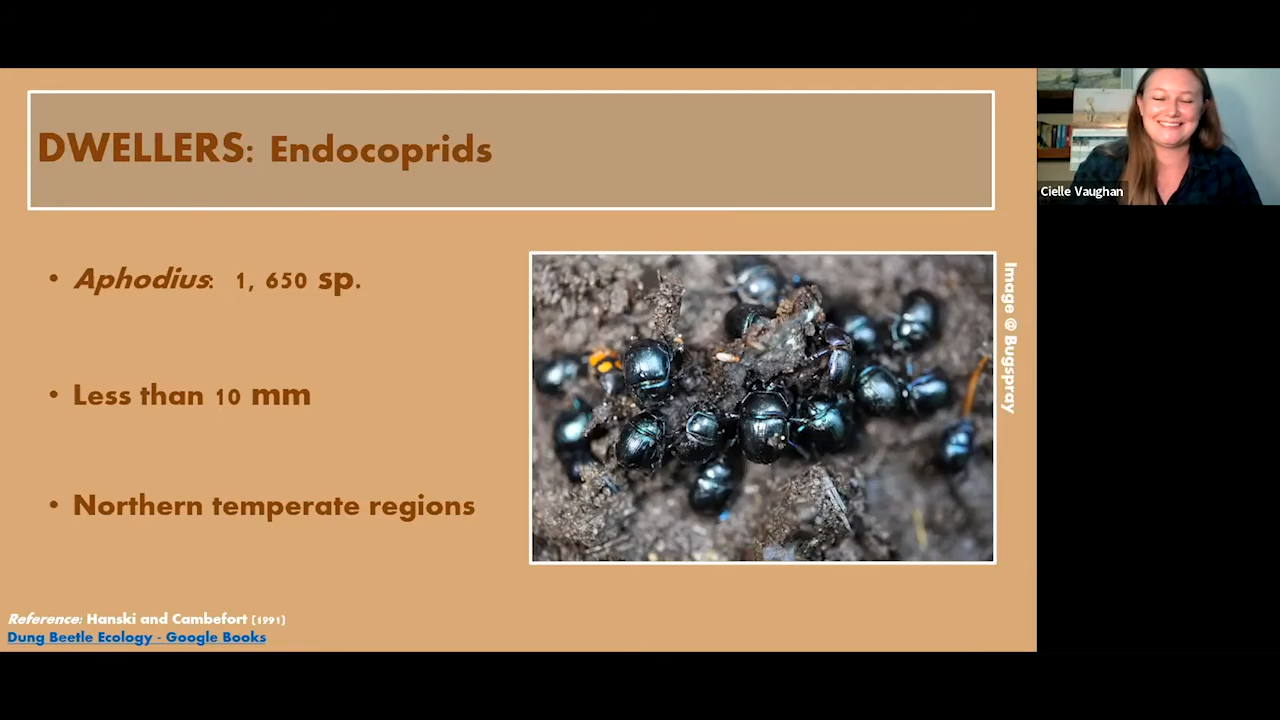 DWELLERS: Endocoprids
• Aphodius: 1, 650 sp.
• Less than 10 mm
• Northern temperate regions
Image @ Bugspray
Reference: Hanski and Cambefort (1991)
Dung Beetle Ecology - Google Books
Cielle Vaughan